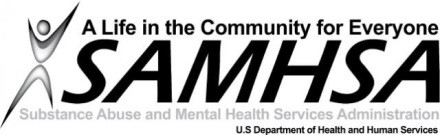 A Life in the Community for Everyone
SAMHSA
Substance Abuse and Mental Health Services Administration
U.S Department of Health and Human Services